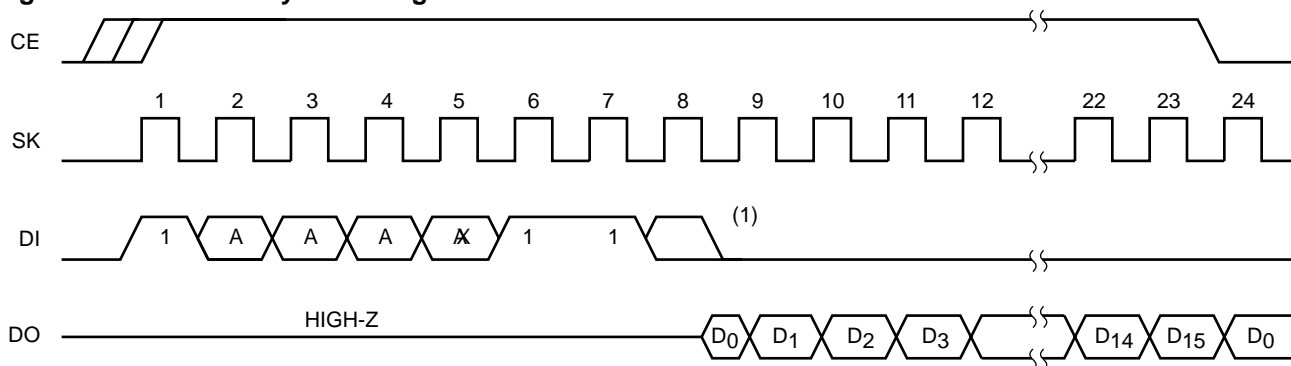 CE
1 2 3 4 5 6 7 8 9 10 11 12 22 23 24
SK
(1)
DI 1 A A A 1 1
HIGH-Z
DO D0 D1 D2 D3 D14 D15 D0